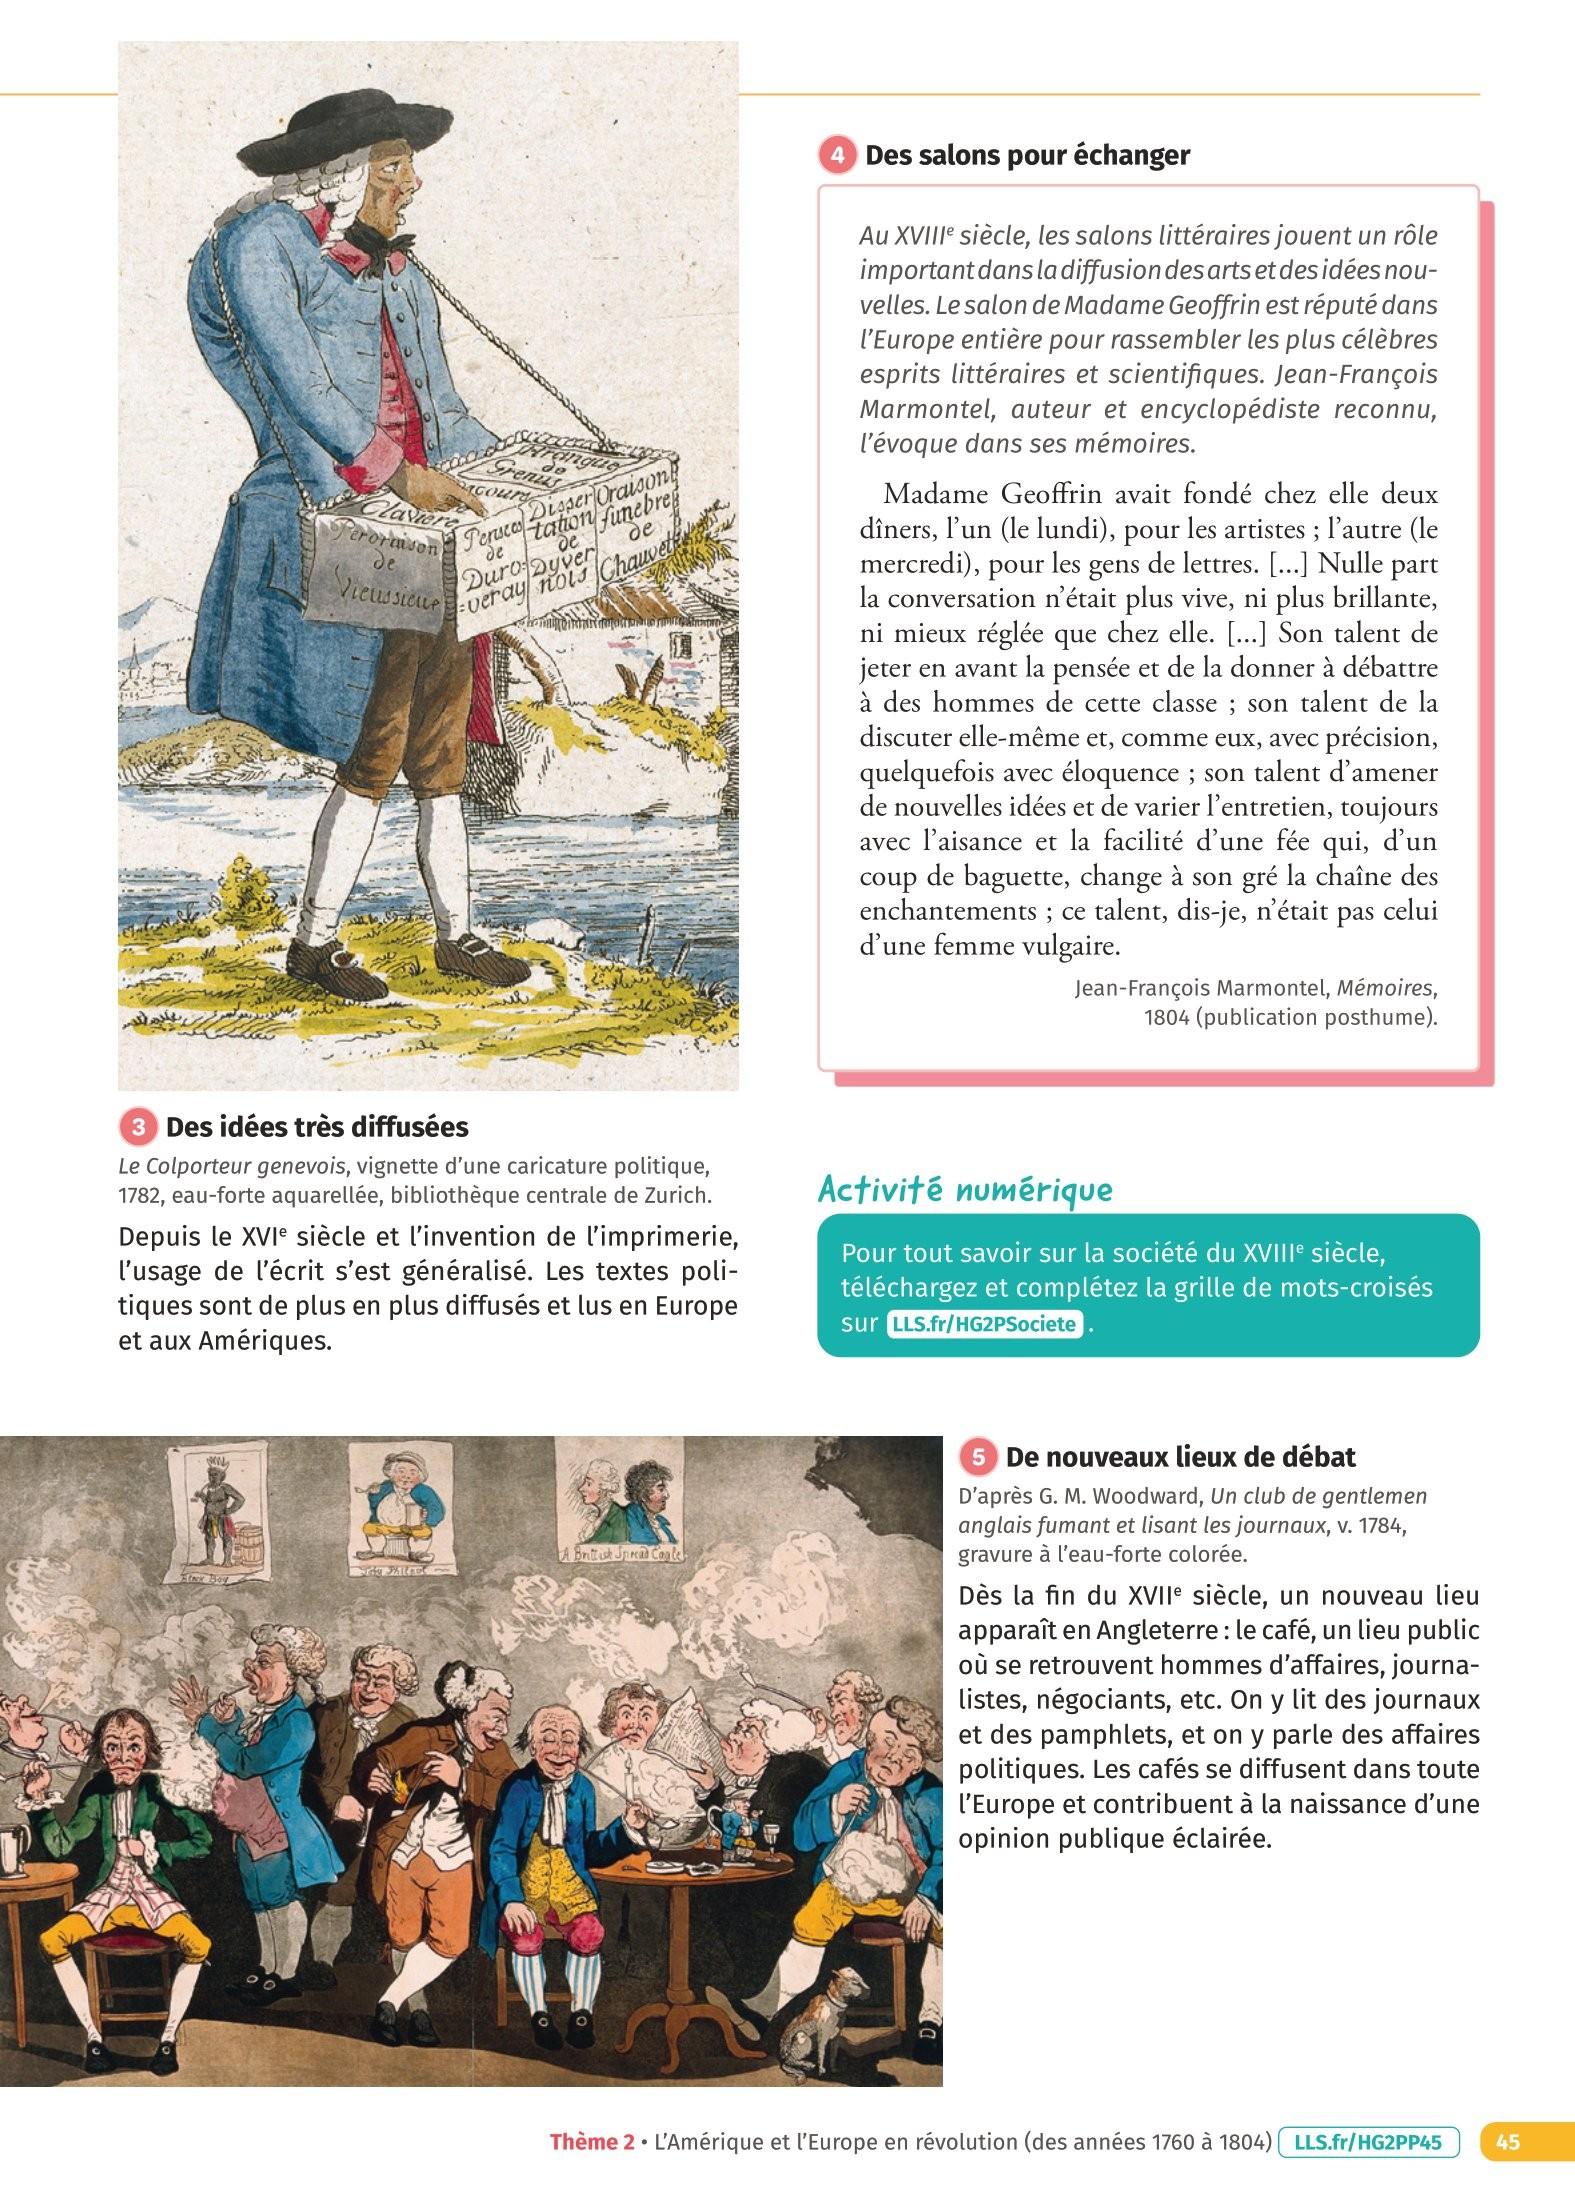 Harangue
de
Grenus
Claviere
Peroraison
de
Vieussieux
Pensees
de
Duro=
=veray
Disser
tation
de
Dyver
nois
Oraison
funebre
de
Chauvet
3 Des idées très diffusées
Le Colporteur genevois, vignette d’une caricature politique,
1782, eau-forte aquarellée, bibliothèque centrale de Zurich.
Depuis le XVIe siècle et l’invention de l’imprimerie,
l’usage de l’écrit s’est généralisé. Les textes poli-
tiques sont de plus en plus diffusés et lus en Europe
et aux Amériques.
4 Des salons pour échanger
Au XVIIIe siècle, les salons littéraires jouent un rôle
important dans la diffusion des arts et des idées nou-
velles. Le salon de Madame Geoffrin est réputé dans
l’Europe entière pour rassembler les plus célèbres
esprits littéraires et scientifiques. Jean-François
Marmontel, auteur et encyclopédiste reconnu,
l’évoque dans ses mémoires.
Madame Geoffrin avait fondé chez elle deux
dîners, l’un (le lundi), pour les artistes ; l’autre (le
mercredi), pour les gens de lettres. [...] Nulle part
la conversation n’était plus vive, ni plus brillante,
ni mieux réglée que chez elle. [...] Son talent de
jeter en avant la pensée et de la donner à débattre
à des hommes de cette classe ; son talent de la
discuter elle-même et, comme eux, avec précision,
quelquefois avec éloquence ; son talent d’amener
de nouvelles idées et de varier l’entretien, toujours
avec l’aisance et la facilité d’une fée qui, d’un
coup de baguette, change à son gré la chaîne des
enchantements ; ce talent, dis-je, n’était pas celui
d’une femme vulgaire.
Jean-François Marmontel, Mémoires,
1804 (publication posthume).
Activité numérique
Pour tout savoir sur la société du XVIIIe siècle,
téléchargez et complétez la grille de mots-croisés
sur LLS.fr/HG2PSociete .
Black Boy
Toby Philpot
A British Spread Eagle
5 De nouveaux lieux de débat
D’après G. M. Woodward, Un club de gentlemen
anglais fumant et lisant les journaux, v. 1784,
gravure à l’eau-forte colorée.
Dès la fin du XVIIe siècle, un nouveau lieu
apparaît en Angleterre : le café, un lieu public
où se retrouvent hommes d’affaires, journa-
listes, négociants, etc. On y lit des journaux
et des pamphlets, et on y parle des affaires
politiques. Les cafés se diffusent dans toute
l’Europe et contribuent à la naissance d’une
opinion publique éclairée.
Thème 2 • L’Amérique et l’Europe en révolution (des années 1760 à 1804) LLS.fr/HG2PP45 45